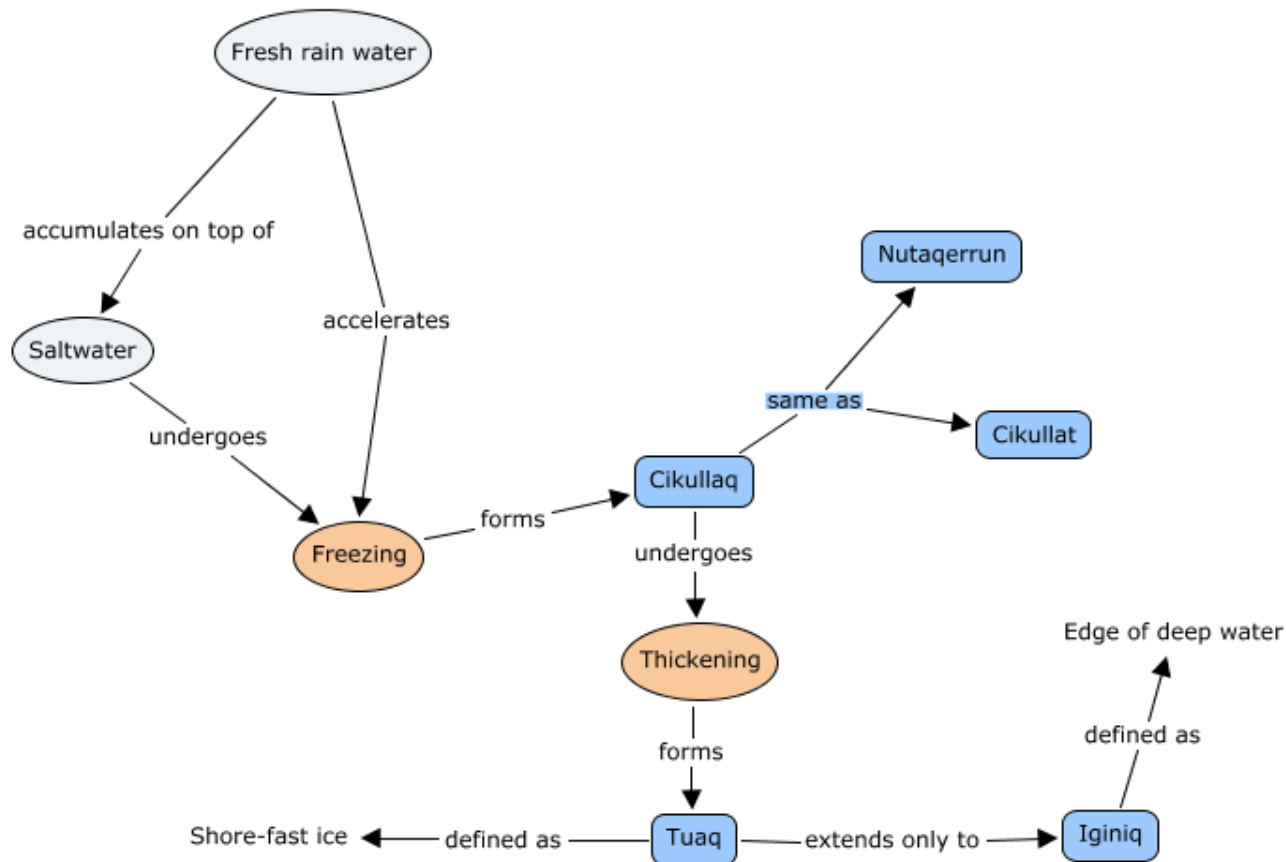 Fresh rain water
accumulates on top of
accelerates
Saltwater
undergoes
Freezing
forms
Cikullaq
same as
Nutaqerrun
Cikullat
undergoes
Thickening
forms
Tuaq
defined as
Shore-fast ice
extends only to
Iginiq
defined as
Edge of deep water